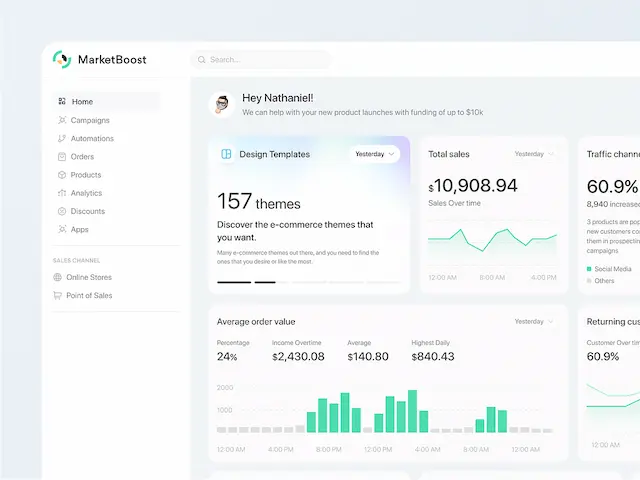 MarketBoost
Search...
Home
Campaigns
Automations
Orders
Products
Analytics
Discounts
Apps
SALES CHANNEL
Online Stores
Point of Sales
Hey Nathaniel!
We can help with your new product launches with funding of up to $10k
Design Templates
Yesterday
157 themes
Discover the e-commerce themes that
you want.
Many e-commerce themes out there, and you need to find the
ones that you desire or like the most.
Total sales
Yesterday
$10,908.94
Sales Over time
12:00 AM 8:00 AM 4:00 PM
Traffic chann
60.9%
8,940 increased
3 products are pop
new customers co
them in prospectin
campaigns
Social Media
Others
Average order value
Yesterday
Percentage Income Overtime Average Highest Daily
24% $2,430.08 $140.80 $840.43
2000
1000
12:00 AM 4:00 PM 8:00 PM 12:00 PM 4:00 AM 8:00 AM 12:00 AM
Returning cus
Customer Over tim
60.9%
12:00 AM